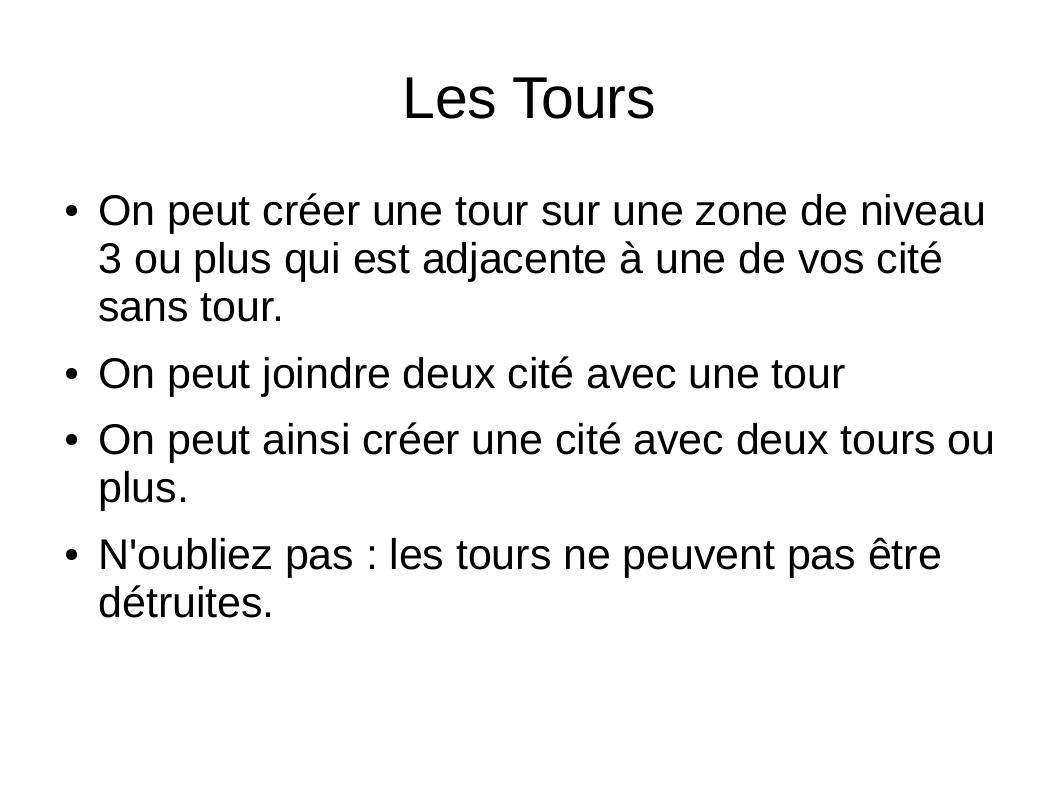 Les Tours
• On peut créer une tour sur une zone de niveau
3 ou plus qui est adjacente à une de vos cité
sans tour.
• On peut joindre deux cité avec une tour
• On peut ainsi créer une cité avec deux tours ou
plus.
• N'oubliez pas : les tours ne peuvent pas être
détruites.